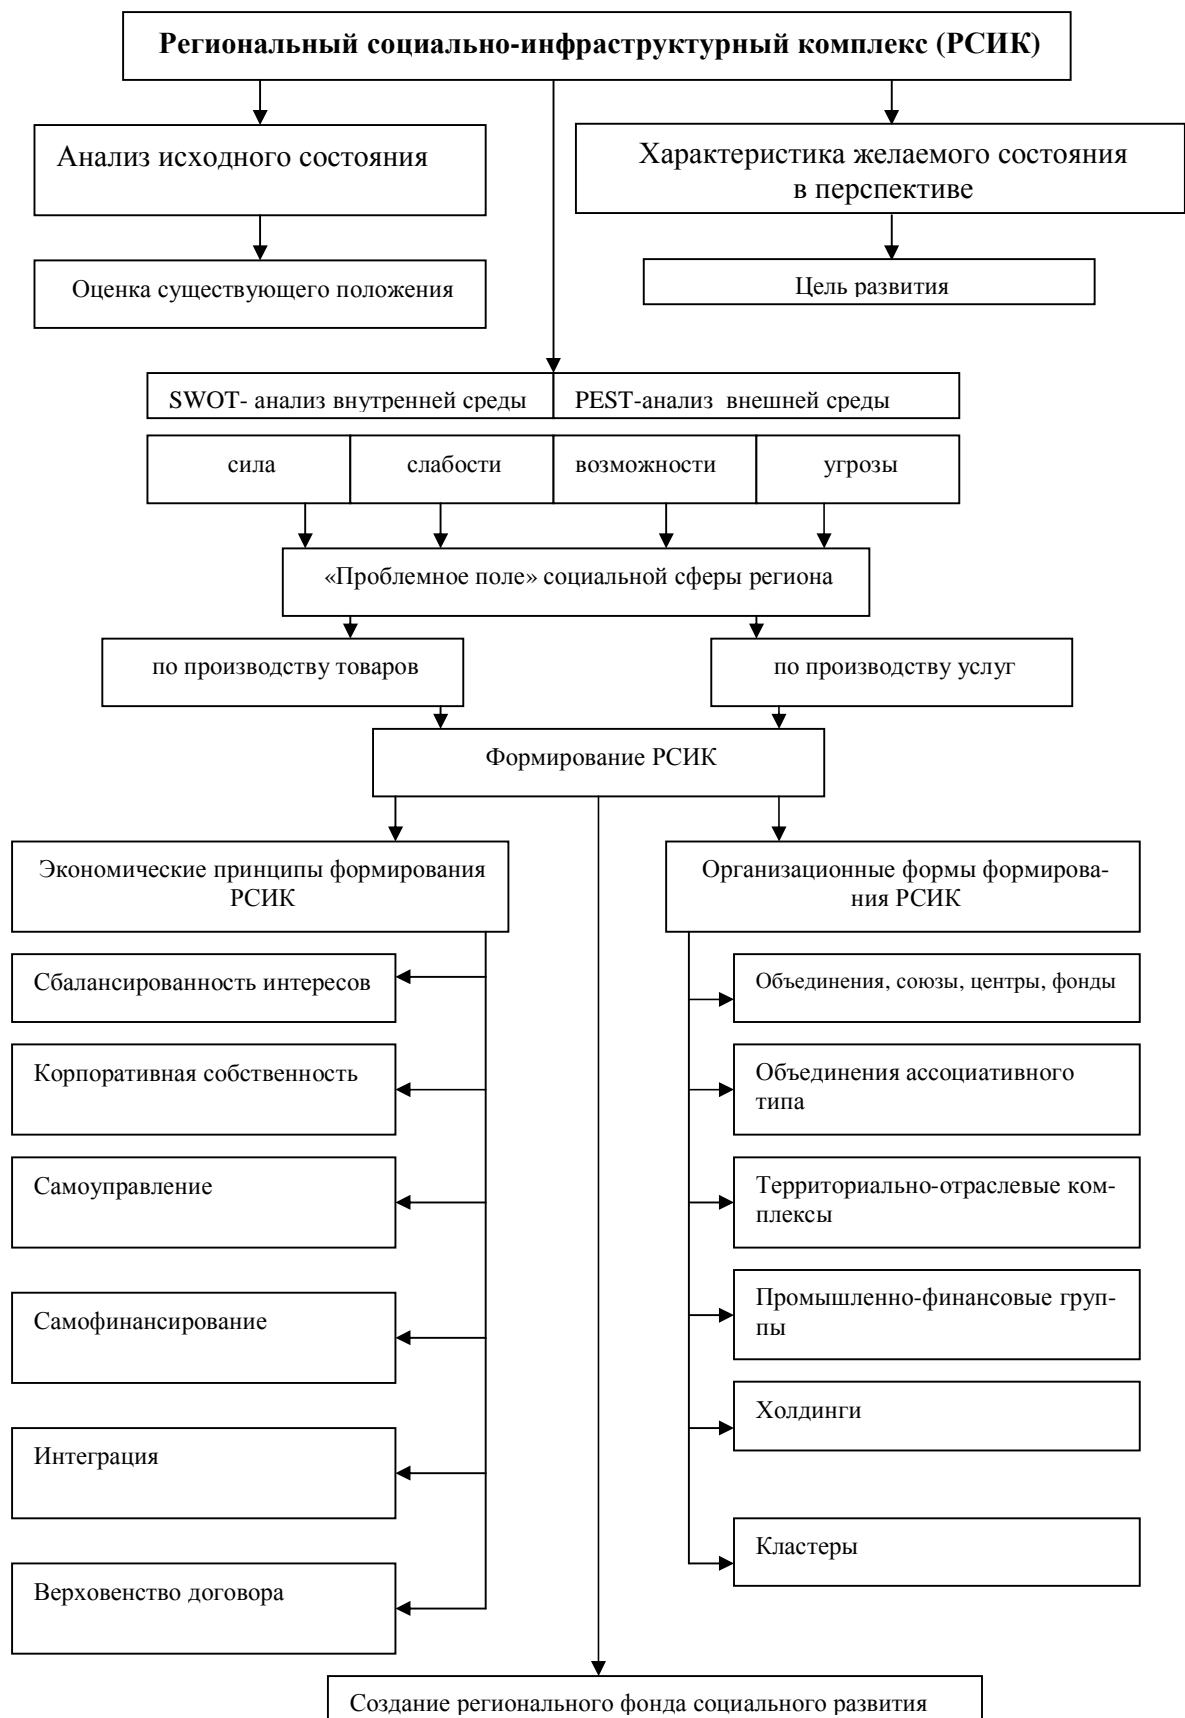 Региональный социально-инфраструктурный комплекс (РСИК)
Анализ исходного состояния
Характеристика желаемого состояния
в перспективе
Оценка существующего положения
Цель развития
SWOT- анализ внутренней среды
PEST-анализ внешней среды
сила
слабости
возможности
угрозы
«Проблемное поле» социальной сферы региона
по производству товаров
по производству услуг
Формирование РСИК
Экономические принципы формирования
РСИК
Организационные формы формирова-
ния РСИК
Сбалансированность интересов
Корпоративная собственность
Самоуправление
Самофинансирование
Интеграция
Верховенство договора
Объединения, союзы, центры, фонды
Объединения ассоциативного
типа
Территориально-отраслевые ком-
плексы
Промышленно-финансовые груп-
пы
Холдинги
Кластеры
Создание регионального фонда социального развития